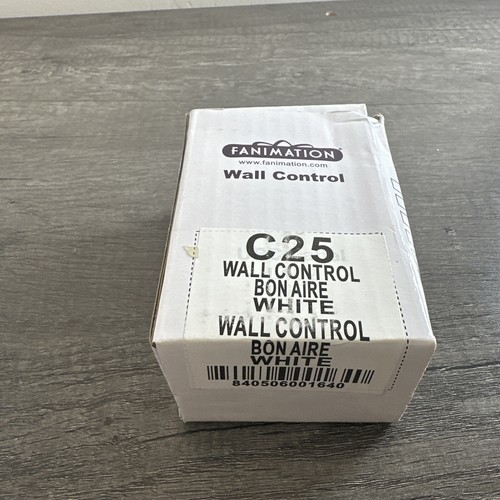 FANIMATION
www.fanimation.com
Wall Control
C25
WALL CONTROL
BON AIRE
WHITE
WALL CONTROL
BON AIRE
WHITE
840506001640